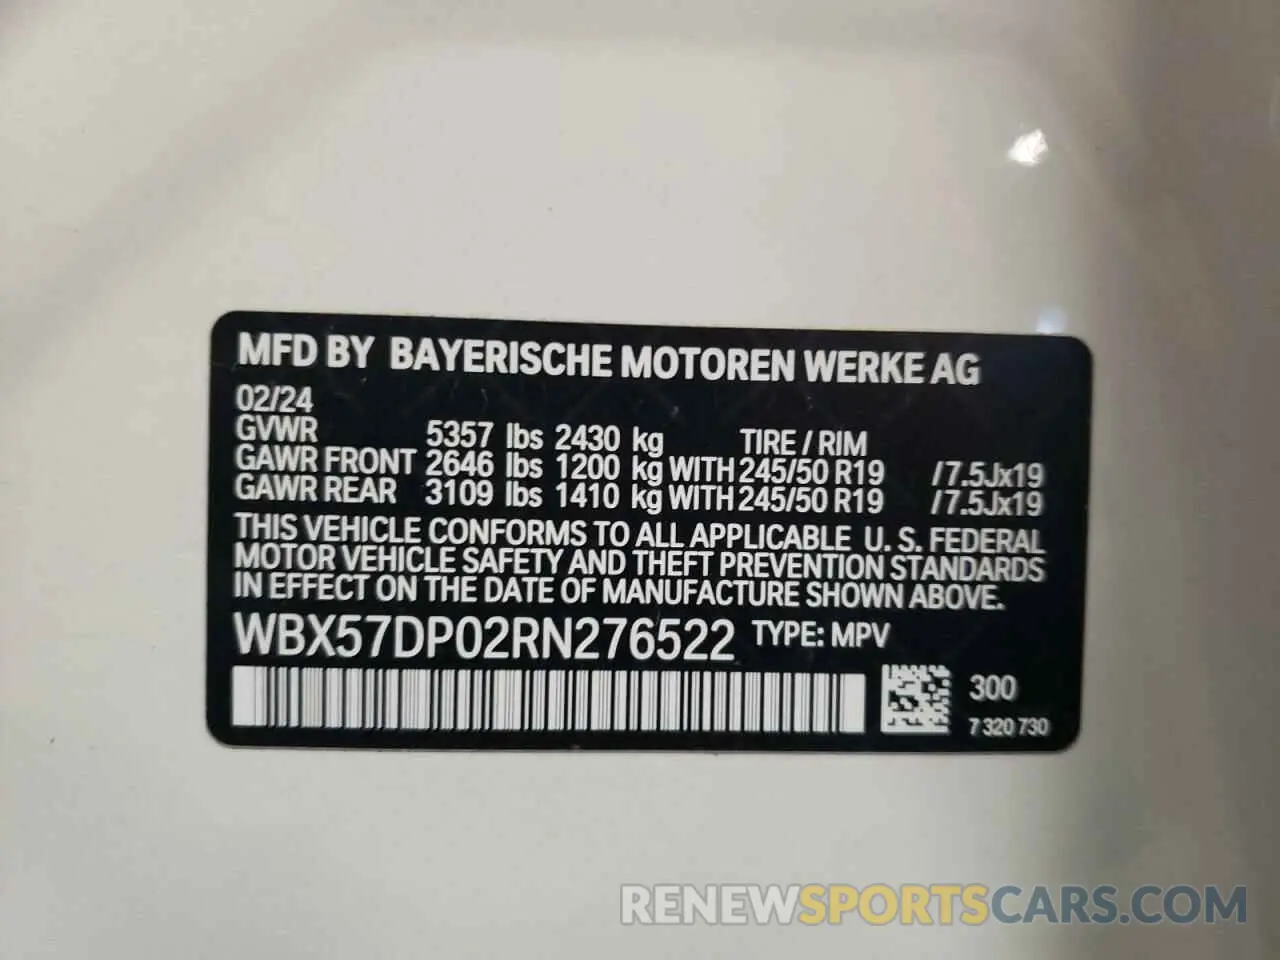 MFD BY BAYERISCHE MOTOREN WERKE AG
02/24
GVWR 5357 lbs 2430 kg TIRE / RIM
GAWR FRONT 2646 lbs 1200 kg WITH 245/50 R19 /7.5Jx19
GAWR REAR 3109 lbs 1410 kg WITH 245/50 R19 /7.5Jx19
THIS VEHICLE CONFORMS TO ALL APPLICABLE U. S. FEDERAL
MOTOR VEHICLE SAFETY AND THEFT PREVENTION STANDARDS
IN EFFECT ON THE DATE OF MANUFACTURE SHOWN ABOVE.
WBX57DP02RN276522 TYPE: MPV
300
7 320 730
RENEWSPORTSCARS.COM